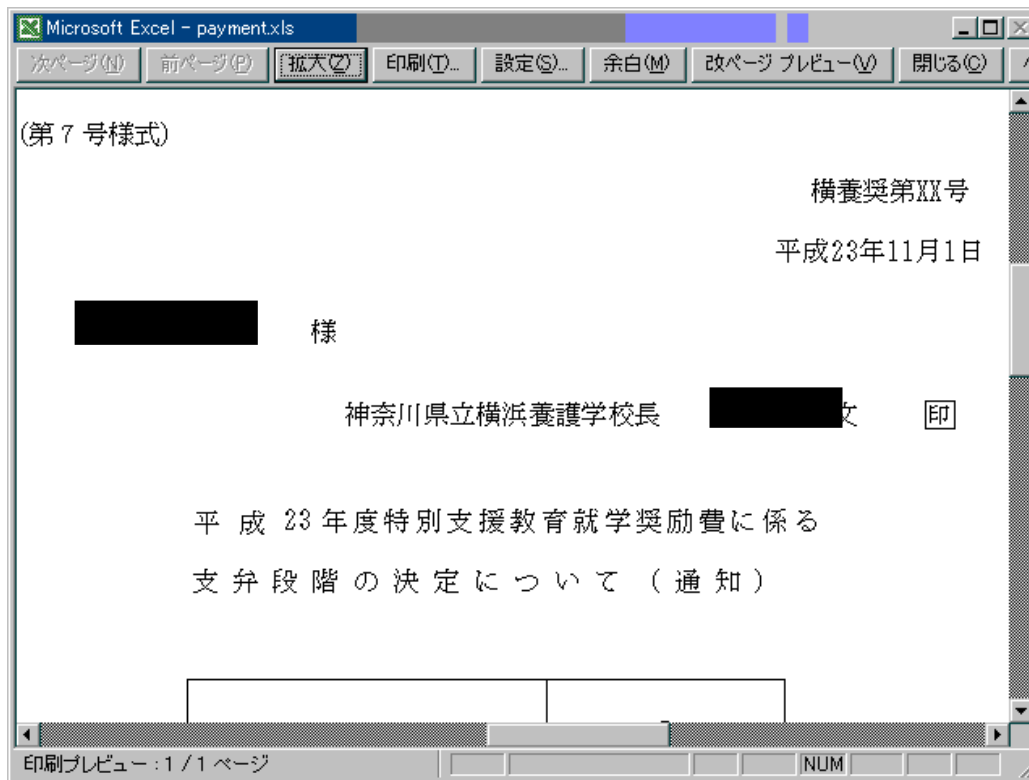 Microsoft Excel - payment.xls
次ページ(N) 前ページ(P) 拡大(Z) 印刷(T)... 設定(S)... 余白(M) 改ページ プレビュー(V) 閉じる(C)
(第７号様式)
横養奨第XX号
平成23年11月1日
様
神奈川県立横浜養護学校長 文 印
平 成 23 年度特別支援教育就学奨励費に係る
支弁段階の決定について（通知）
印刷プレビュー : 1 / 1 ページ NUM